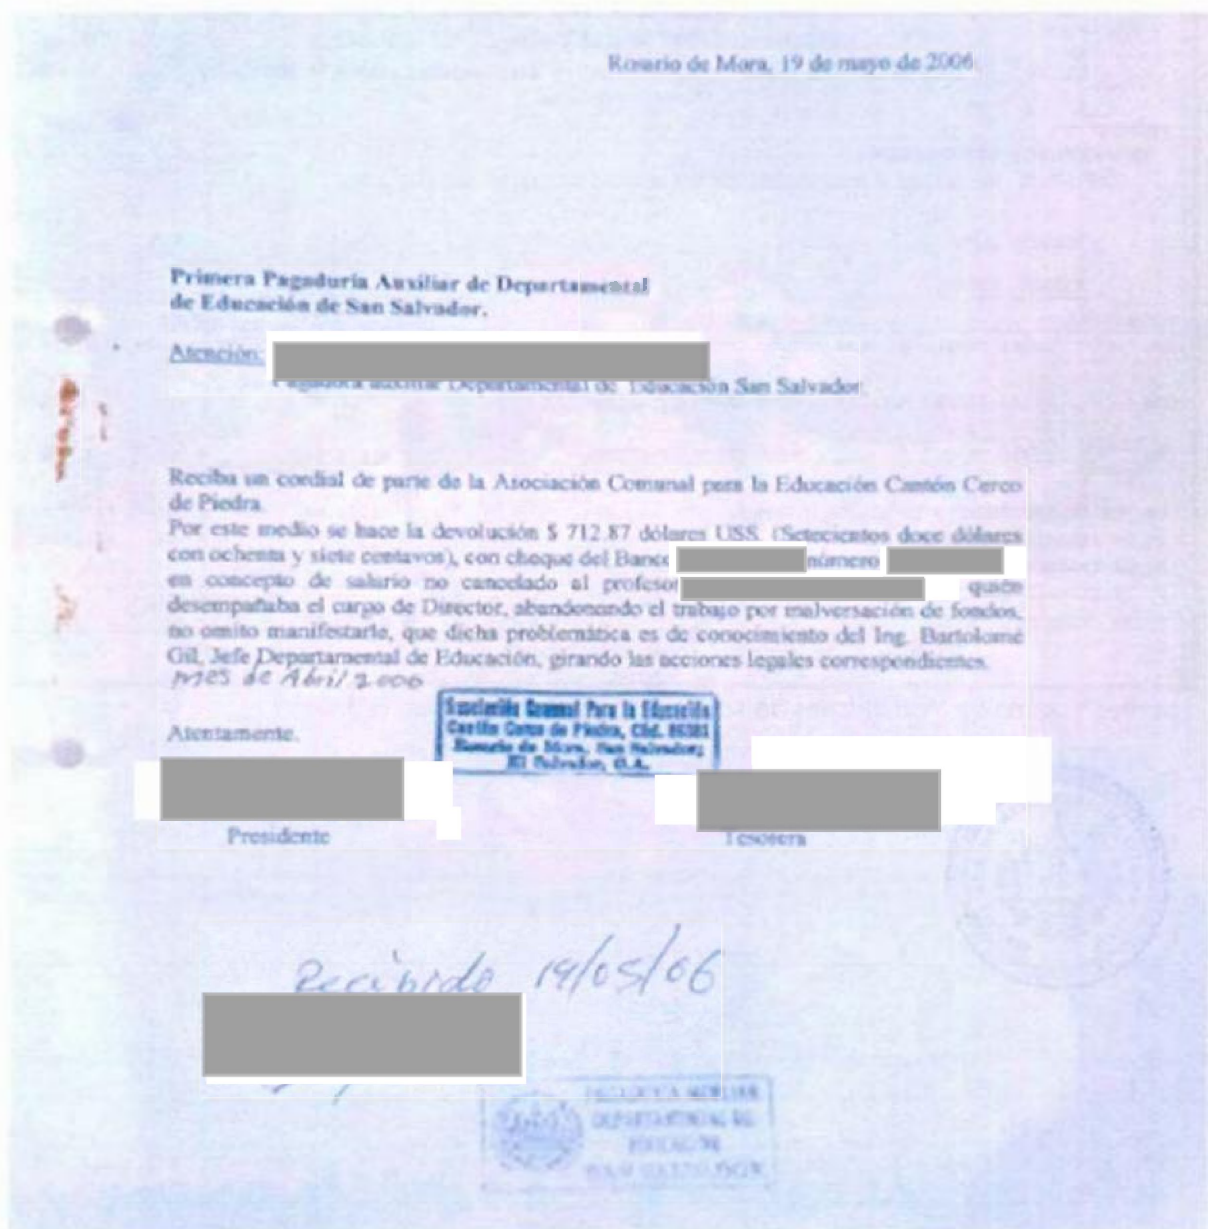 Rosario de Mora, 19 de mayo de 2006
Primera Pagaduría Auxiliar de Departamental
de Educación de San Salvador.
Atención:
Pagadora auxiliar Departamental de Educación San Salvador.
Reciba un cordial de parte de la Asociación Comunal para la Educación Cantón Cerco
de Piedra.
Por este medio se hace la devolución $ 712.87 dólares US$. (Setecientos doce dólares
con ochenta y siete centavos), con cheque del Banco número
en concepto de salario no cancelado al profesor quién
desempañaba el cargo de Director, abandonando el trabajo por malversación de fondos,
no omito manifestarle, que dicha problemática es de conocimiento del Ing. Bartolomé
Gil, Jefe Departamental de Educación, girando las acciones legales correspondientes.
mes de Abril 2006
Asociación Comunal Para la Educación
Cantón Cerco de Piedra, Cód. 86381
Rosario de Mora, San Salvador,
El Salvador, C.A.
Atentamente.
Presidente
Tesorera
Recibido 19/05/06
DEPARTAMENTAL DE
EDUCACION